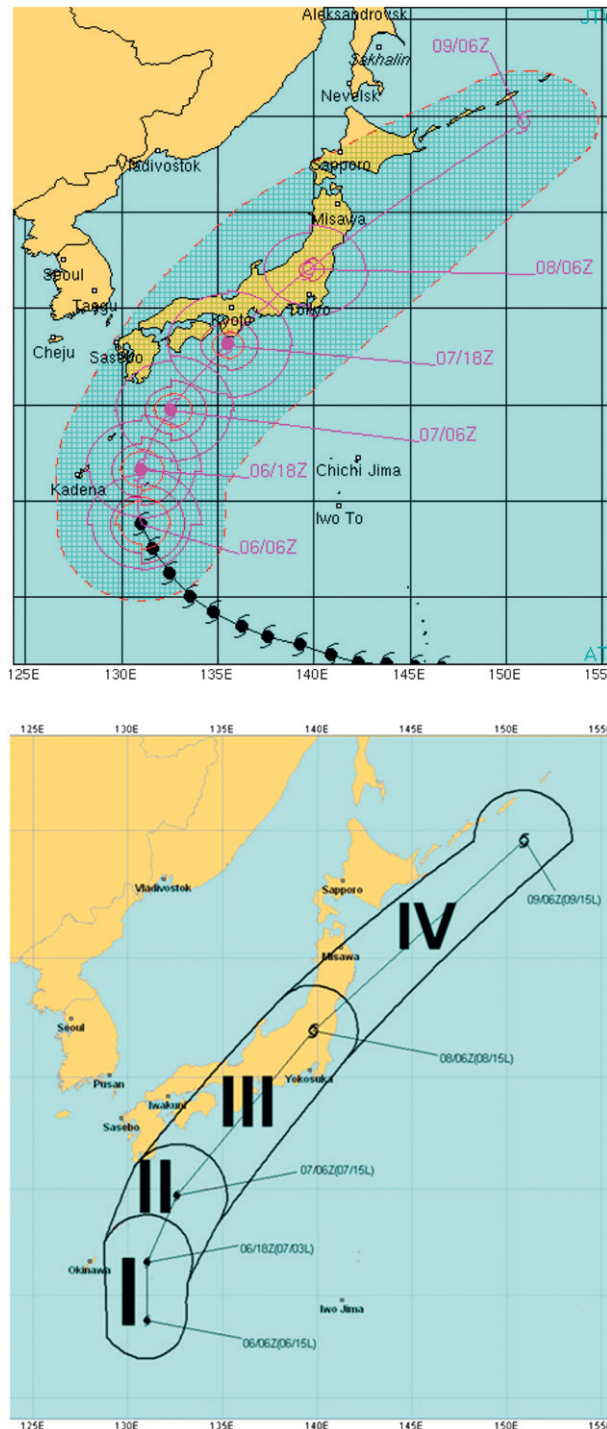 Aleksandrovsk
JT
09/06Z
Sakhalin
Nevelsk
Vladivostok
Sapporo
Misawa
Seoul
08/06Z
Taegu
Tokyo
Kyoto
Cheju
Sasebo
07/18Z
07/06Z
Chichi Jima
06/18Z
Kadena
Iwo To
06/06Z
AT
125E 130E 135E 140E 145E 150E 155
125E 130E 135E 140E 145E 150E 155E
Vladivostok
Sapporo
09/06Z(09/15L)
IV
Misawa
Seoul
08/06Z(08/15L)
Pusan
Yokosuka
III
Iwakuni
Sasebo
II
07/06Z(07/15L)
06/18Z(07/03L)
Okinawa
I
Iwo Jima
06/06Z(06/15L)
125E 130E 135E 140E 145E 150E 155E